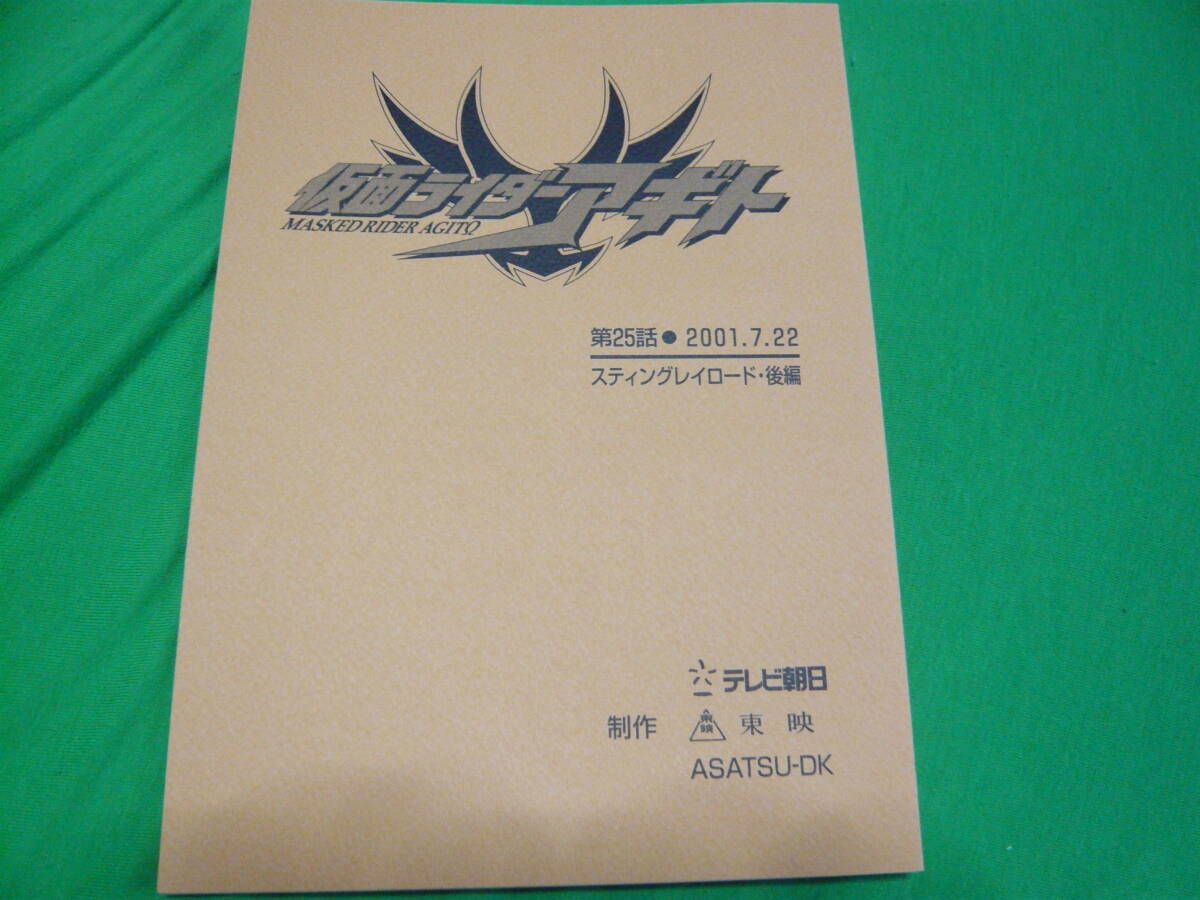 仮面ライダーアギト
MASKED RIDER AGITΩ
第25話● 2001.7.22
スティングレイロード・後編
テレビ朝日
制作 東映 東映
ASATSU-DK